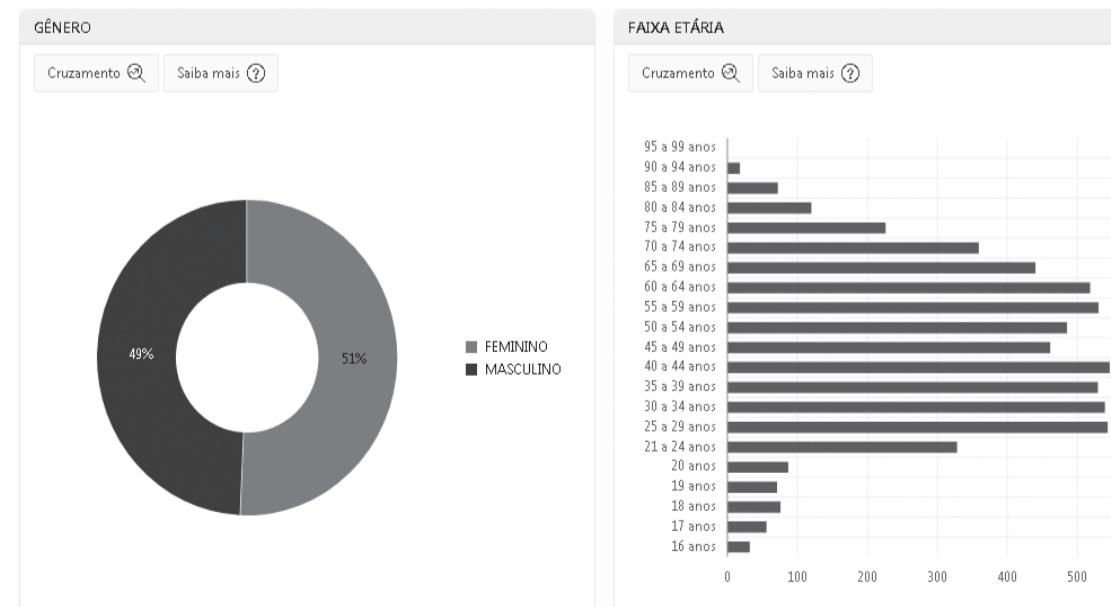 GÊNERO
Cruzamento
Saiba mais
49%
51%
FEMININO
MASCULINO
FAIXA ETÁRIA
Cruzamento
Saiba mais
95 a 99 anos
90 a 94 anos
85 a 89 anos
80 a 84 anos
75 a 79 anos
70 a 74 anos
65 a 69 anos
60 a 64 anos
55 a 59 anos
50 a 54 anos
45 a 49 anos
40 a 44 anos
35 a 39 anos
30 a 34 anos
25 a 29 anos
21 a 24 anos
20 anos
19 anos
18 anos
17 anos
16 anos
0 100 200 300 400 500